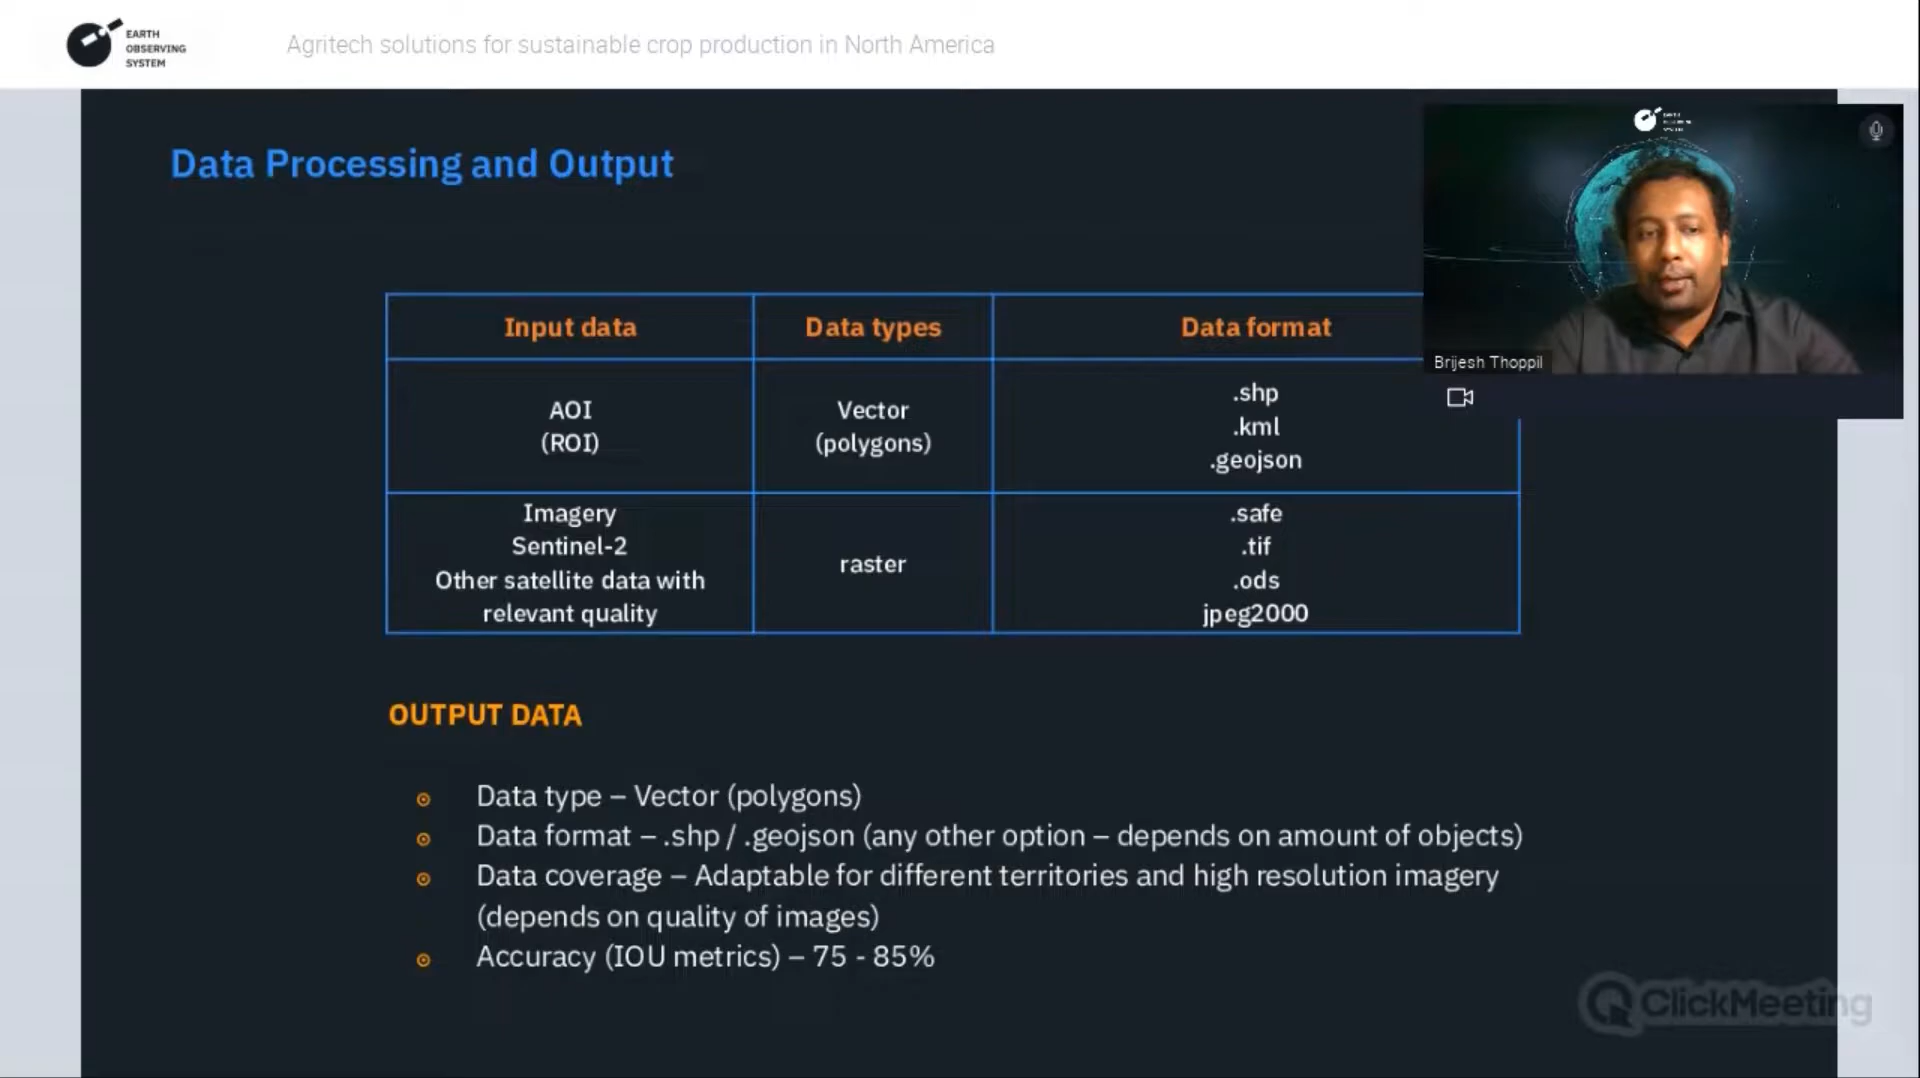 EARTH
OBSERVING
SYSTEM
Agritech solutions for sustainable crop production in North America
Data Processing and Output
Input data
Data types
Data format
AOI
(ROI)
Vector
(polygons)
.shp
.kml
.geojson
Imagery
Sentinel-2
Other satellite data with
relevant quality
raster
.safe
.tif
.ods
jpeg2000
Brijesh Thoppil
OUTPUT DATA
Data type – Vector (polygons)
Data format – .shp / .geojson (any other option – depends on amount of objects)
Data coverage – Adaptable for different territories and high resolution imagery
(depends on quality of images)
Accuracy (IOU metrics) – 75 - 85%
ClickMeeting